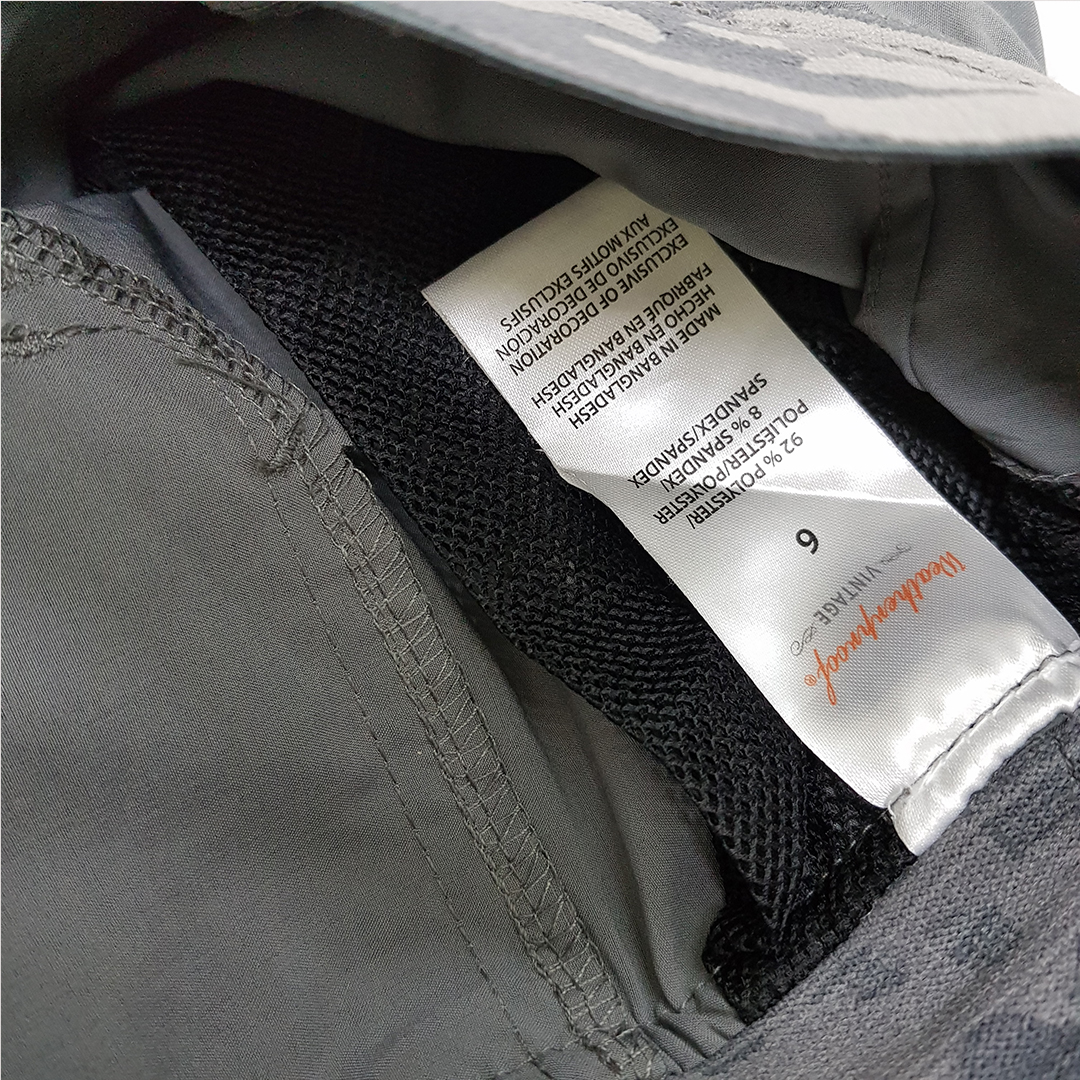 Weatherproof®
VINTAGE
6
92 % POLYESTER/
POLIÉSTER/POLYESTER
8 % SPANDEX/
SPANDEX/SPANDEX
MADE IN BANGLADESH
HECHO EN BANGLADESH
FABRIQUÉ EN BANGLADESH
EXCLUSIVE OF DECORATION
EXCLUSIVO DE DECORACIÓN
AUX MOTIFS EXCLUSIFS